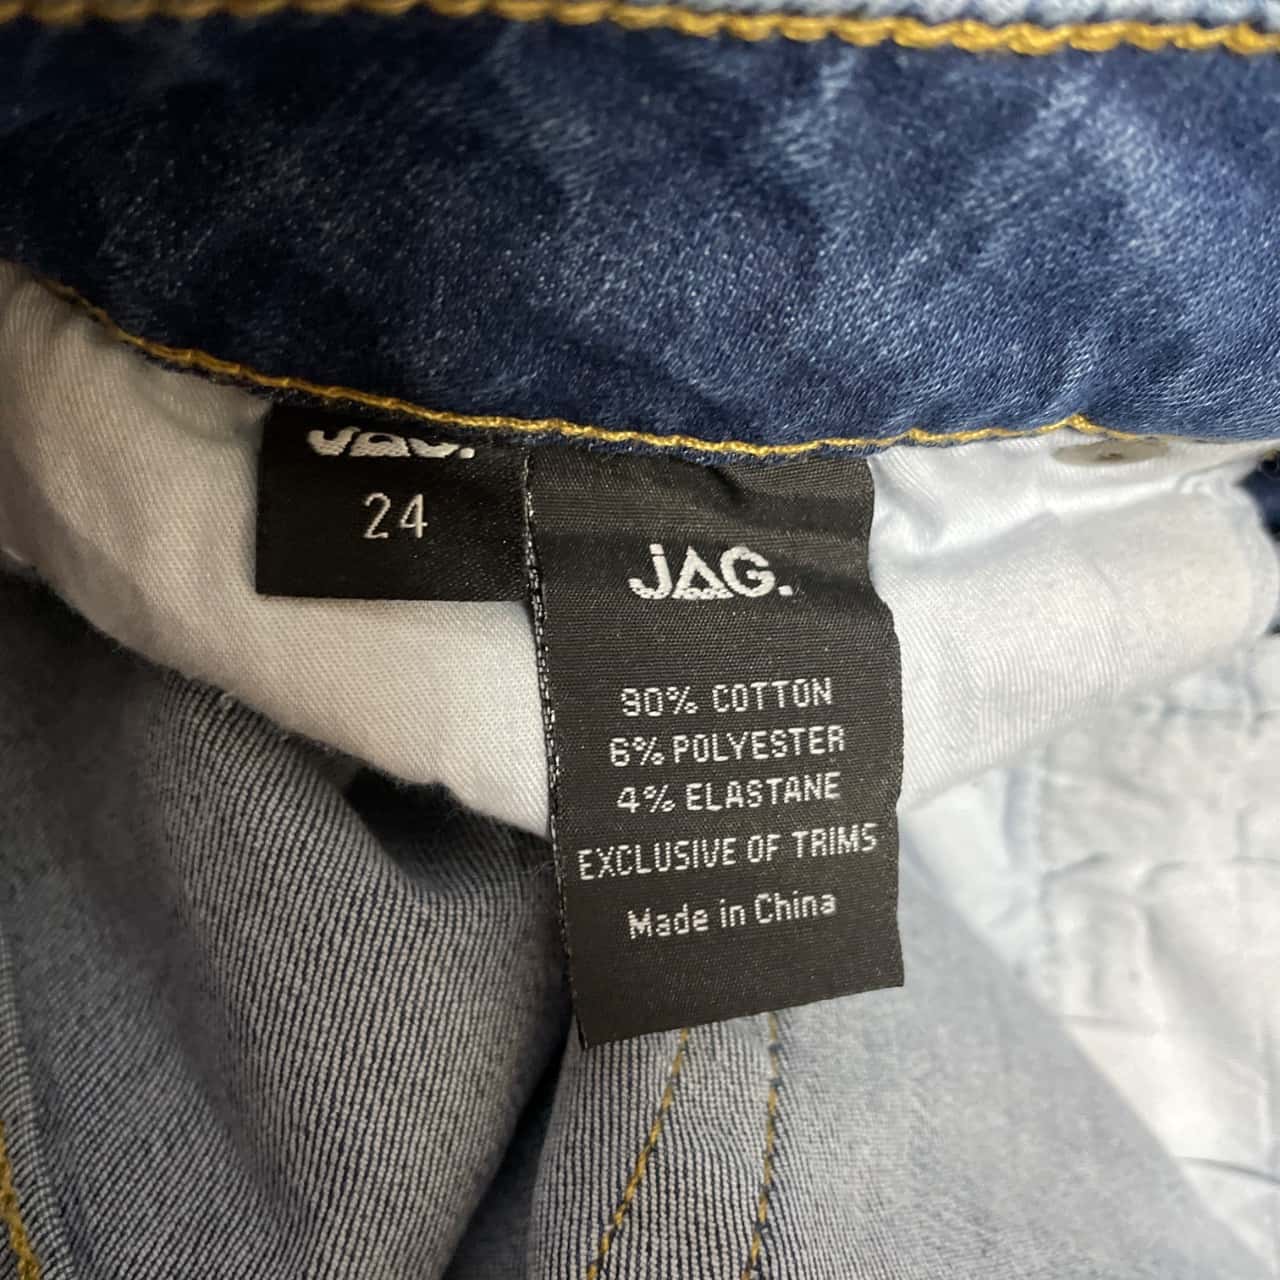 JAG.
24
JAG.
90% COTTON
6% POLYESTER
4% ELASTANE
EXCLUSIVE OF TRIMS
Made in China